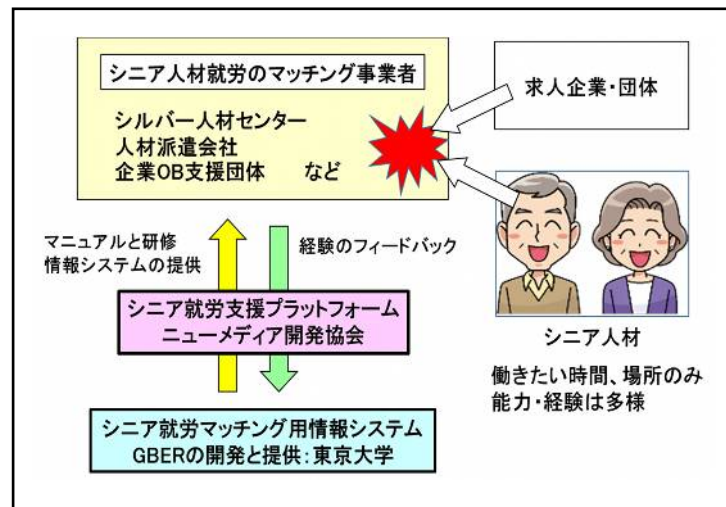 シニア人材就労のマッチング事業者
シルバー人材センター
人材派遣会社
企業OB支援団体　など
求人企業・団体
マニュアルと研修
情報システムの提供
経験のフィードバック
シニア就労支援プラットフォーム
ニューメディア開発協会
シニア人材
働きたい時間、場所のみ
能力・経験は多様
シニア就労マッチング用情報システム
GBERの開発と提供:東京大学